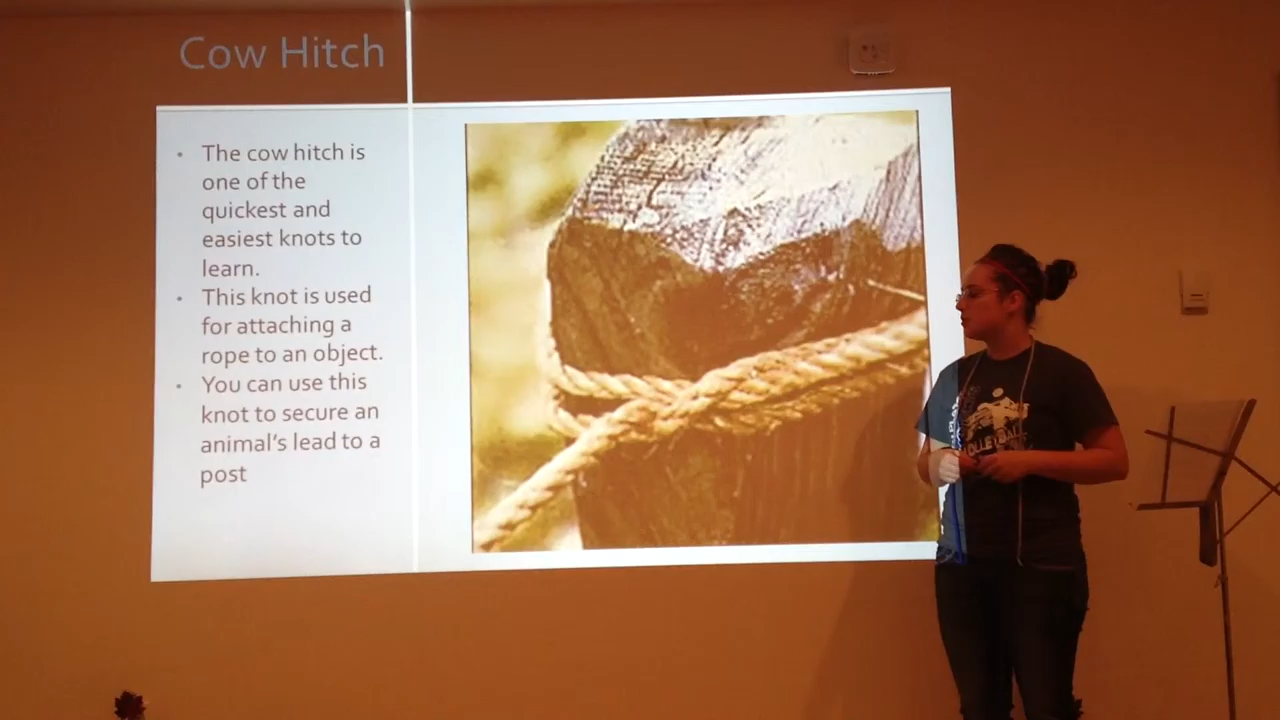 Cow Hitch
• The cow hitch is
one of the
quickest and
easiest knots to
learn.
• This knot is used
for attaching a
rope to an object.
• You can use this
knot to secure an
animal's lead to a
post